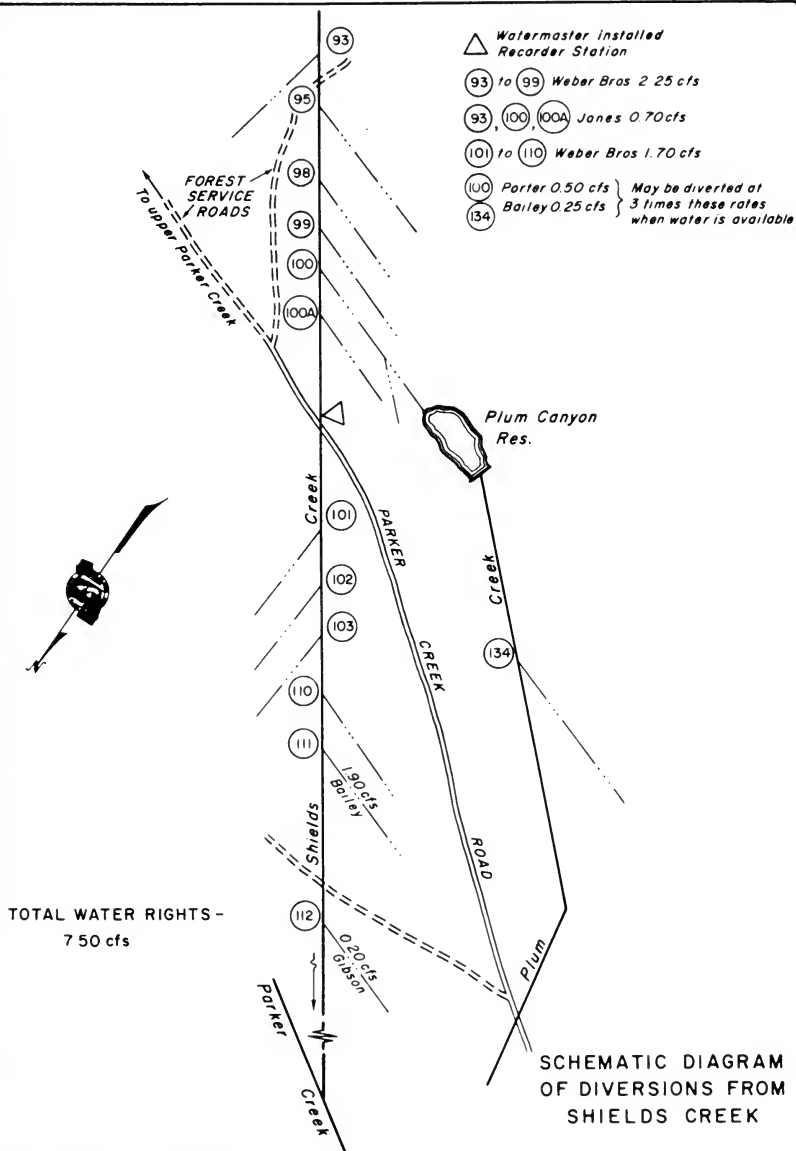 93
△ Watermaster installed
Recorder Station
93 to 99 Weber Bros 2 25 cfs
93, 100, 100A Jones 0.70 cfs
101 to 110 Weber Bros 1.70 cfs
100 Porter 0.50 cfs } May be diverted at
134 Bailey 0.25 cfs 3 times these rates
when water is available
95
98
99
100
100A
FOREST
SERVICE
ROADS
To upper Parker Creek
Plum Canyon
Res.
Creek
101
102
103
110
111
PARKER
CREEK
ROAD
Creek
134
N
1.90 cfs
Bailey
Shields
TOTAL WATER RIGHTS -
7 50 cfs
112
0.20 cfs
Gibson
Plum
Parker
Creek
SCHEMATIC DIAGRAM
OF DIVERSIONS FROM
SHIELDS CREEK